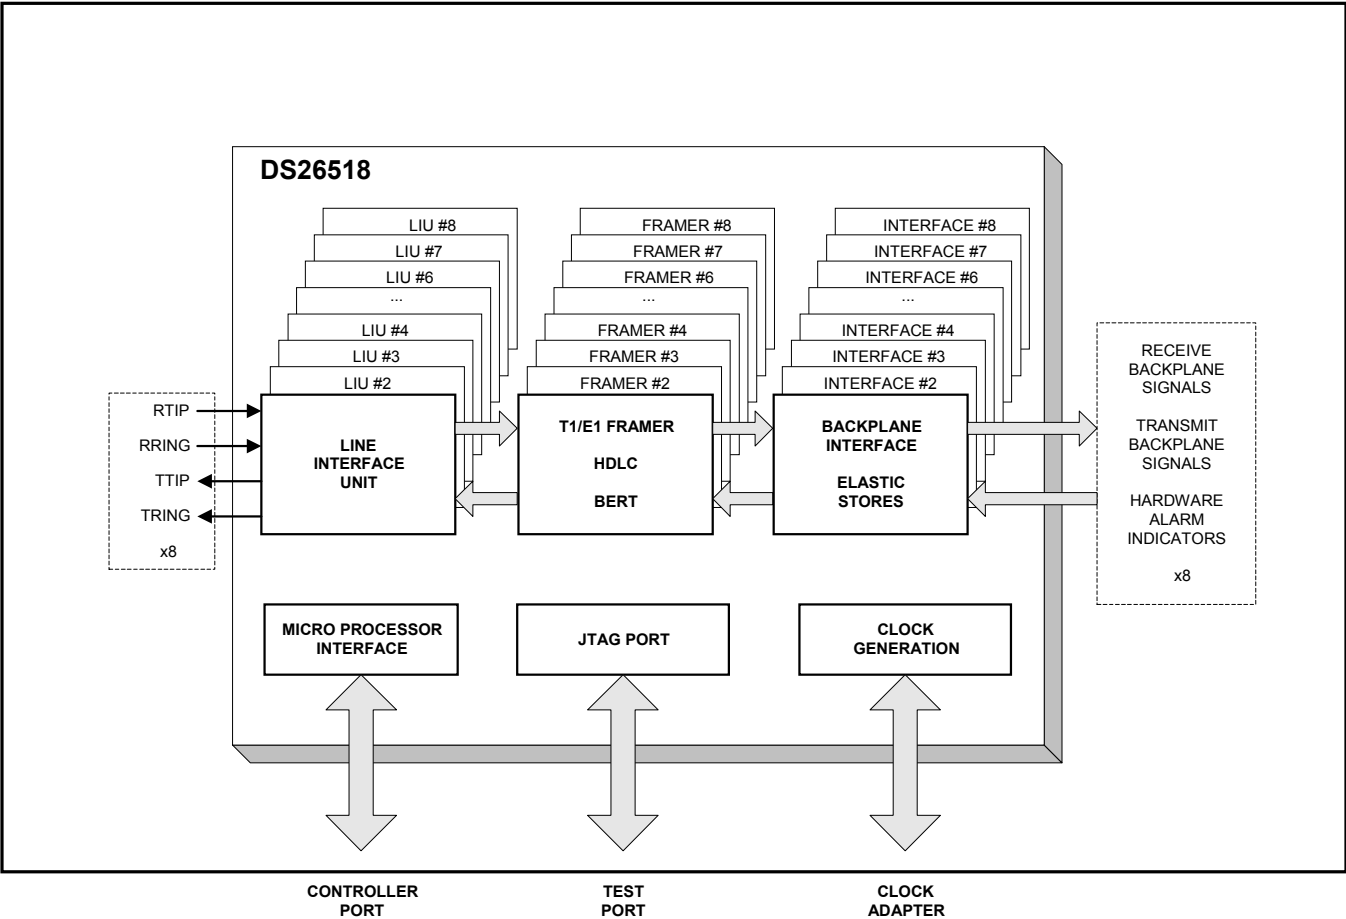 DS26518
LIU #8
LIU #7
LIU #6
...
LIU #4
LIU #3
LIU #2
LINE
INTERFACE
UNIT
FRAMER #8
FRAMER #7
FRAMER #6
...
FRAMER #4
FRAMER #3
FRAMER #2
T1/E1 FRAMER
HDLC
BERT
INTERFACE #8
INTERFACE #7
INTERFACE #6
...
INTERFACE #4
INTERFACE #3
INTERFACE #2
BACKPLANE
INTERFACE
ELASTIC
STORES
RTIP
RRING
TTIP
TRING
x8
RECEIVE
BACKPLANE
SIGNALS
TRANSMIT
BACKPLANE
SIGNALS
HARDWARE
ALARM
INDICATORS
x8
MICRO PROCESSOR
INTERFACE
JTAG PORT
CLOCK
GENERATION
CONTROLLER
PORT
TEST
PORT
CLOCK
ADAPTER